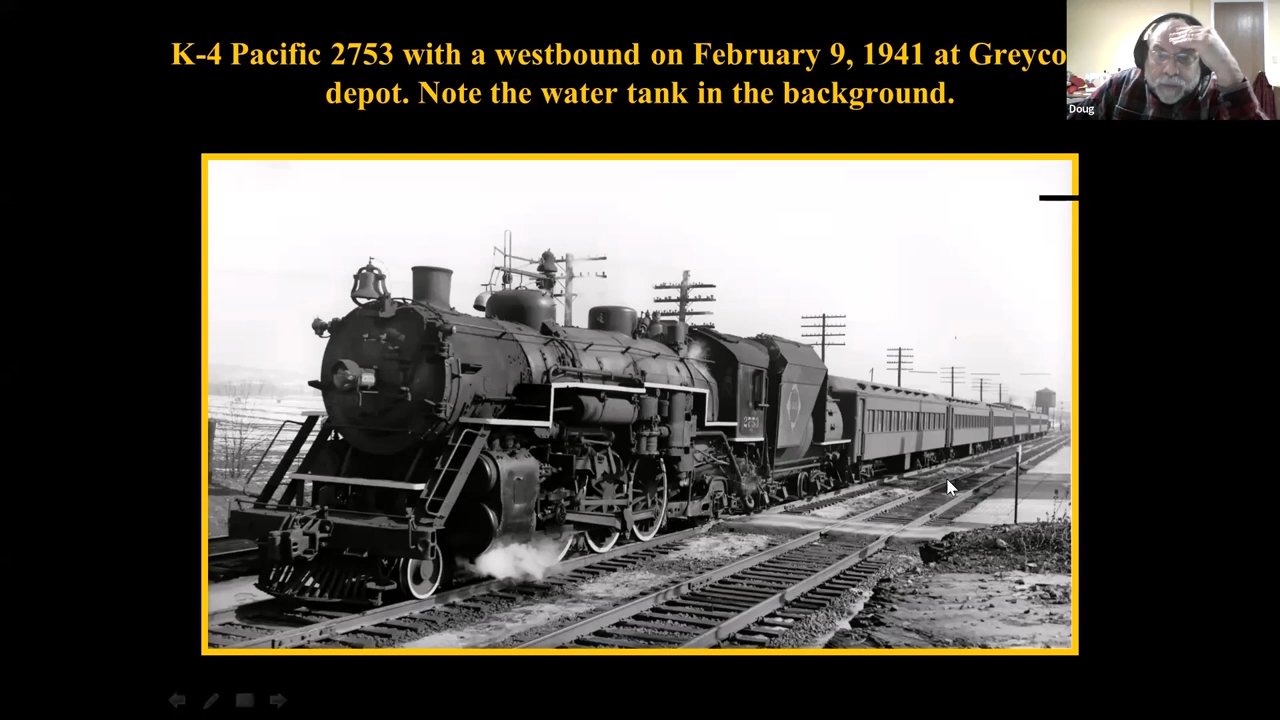 K-4 Pacific 2753 with a westbound on February 9, 1941 at Greyco
depot. Note the water tank in the background.
Doug
2753